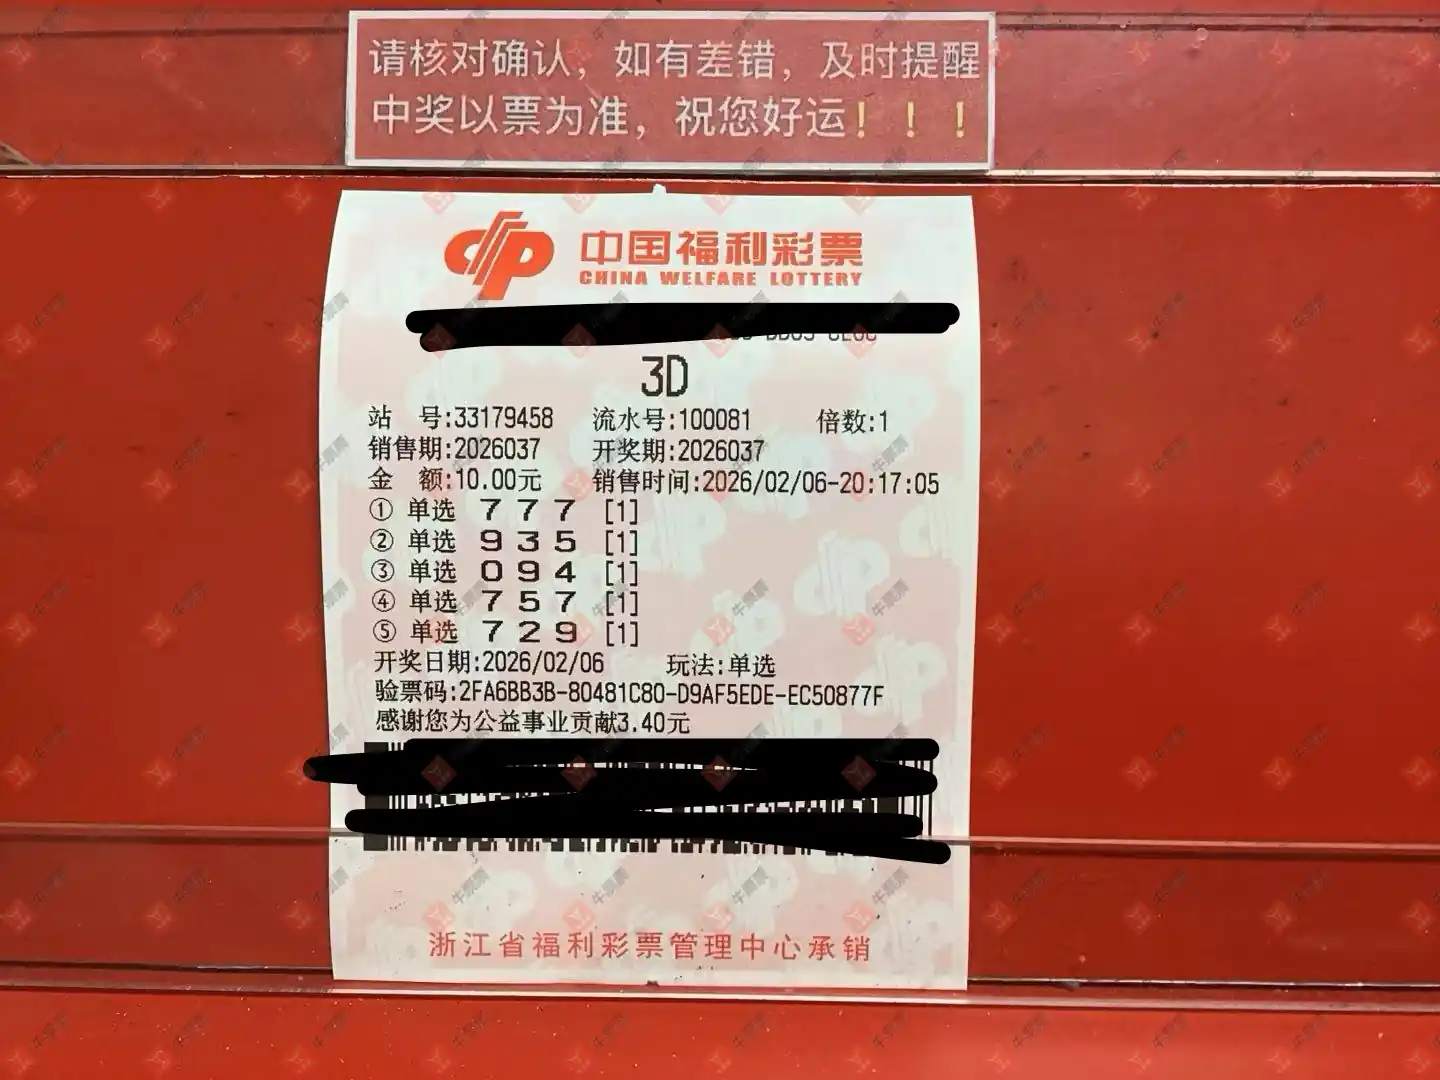 请核对确认，如有差错，及时提醒
中奖以票为准，祝您好运！！！
中国福利彩票
CHINA WELFARE LOTTERY
3D
站 号:33179458 流水号:100081 倍数:1
销售期:2026037 开奖期:2026037
金 额:10.00元 销售时间:2026/02/06-20:17:05
① 单选 7 7 7 [1]
② 单选 9 3 5 [1]
③ 单选 0 9 4 [1]
④ 单选 7 5 7 [1]
⑤ 单选 7 2 9 [1]
开奖日期:2026/02/06 玩法:单选
验票码:2FA6BB3B-80481C80-D9AF5EDE-EC50877F
感谢您为公益事业贡献3.40元
浙江省福利彩票管理中心承销